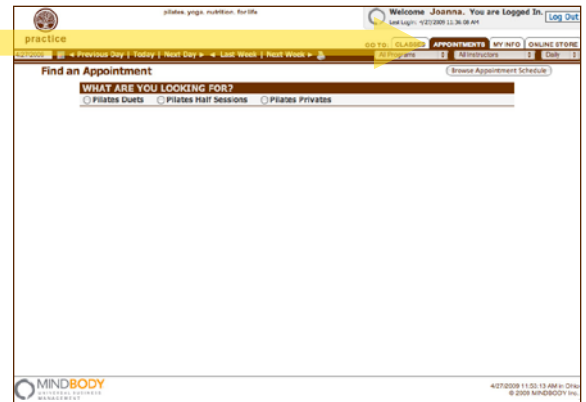 pilates. yoga. nutrition. for life
Welcome Joanna. You are Logged In. Log Out
Last Login: 4/27/2009 11:36:08 AM
practice
GO TO: CLASSES APPOINTMENTS MY INFO ONLINE STORE
4/27/2009 Previous Day | Today | Next Day Last Week | Next Week All Programs All Instructors Daily
Find an Appointment Browse Appointment Schedule
WHAT ARE YOU LOOKING FOR?
Pilates Duets Pilates Half Sessions Pilates Privates
MINDBODY
UNIVERSAL BUSINESS
MANAGEMENT
4/27/2009 11:53:13 AM in Ohio
© 2009 MINDBODY Inc.